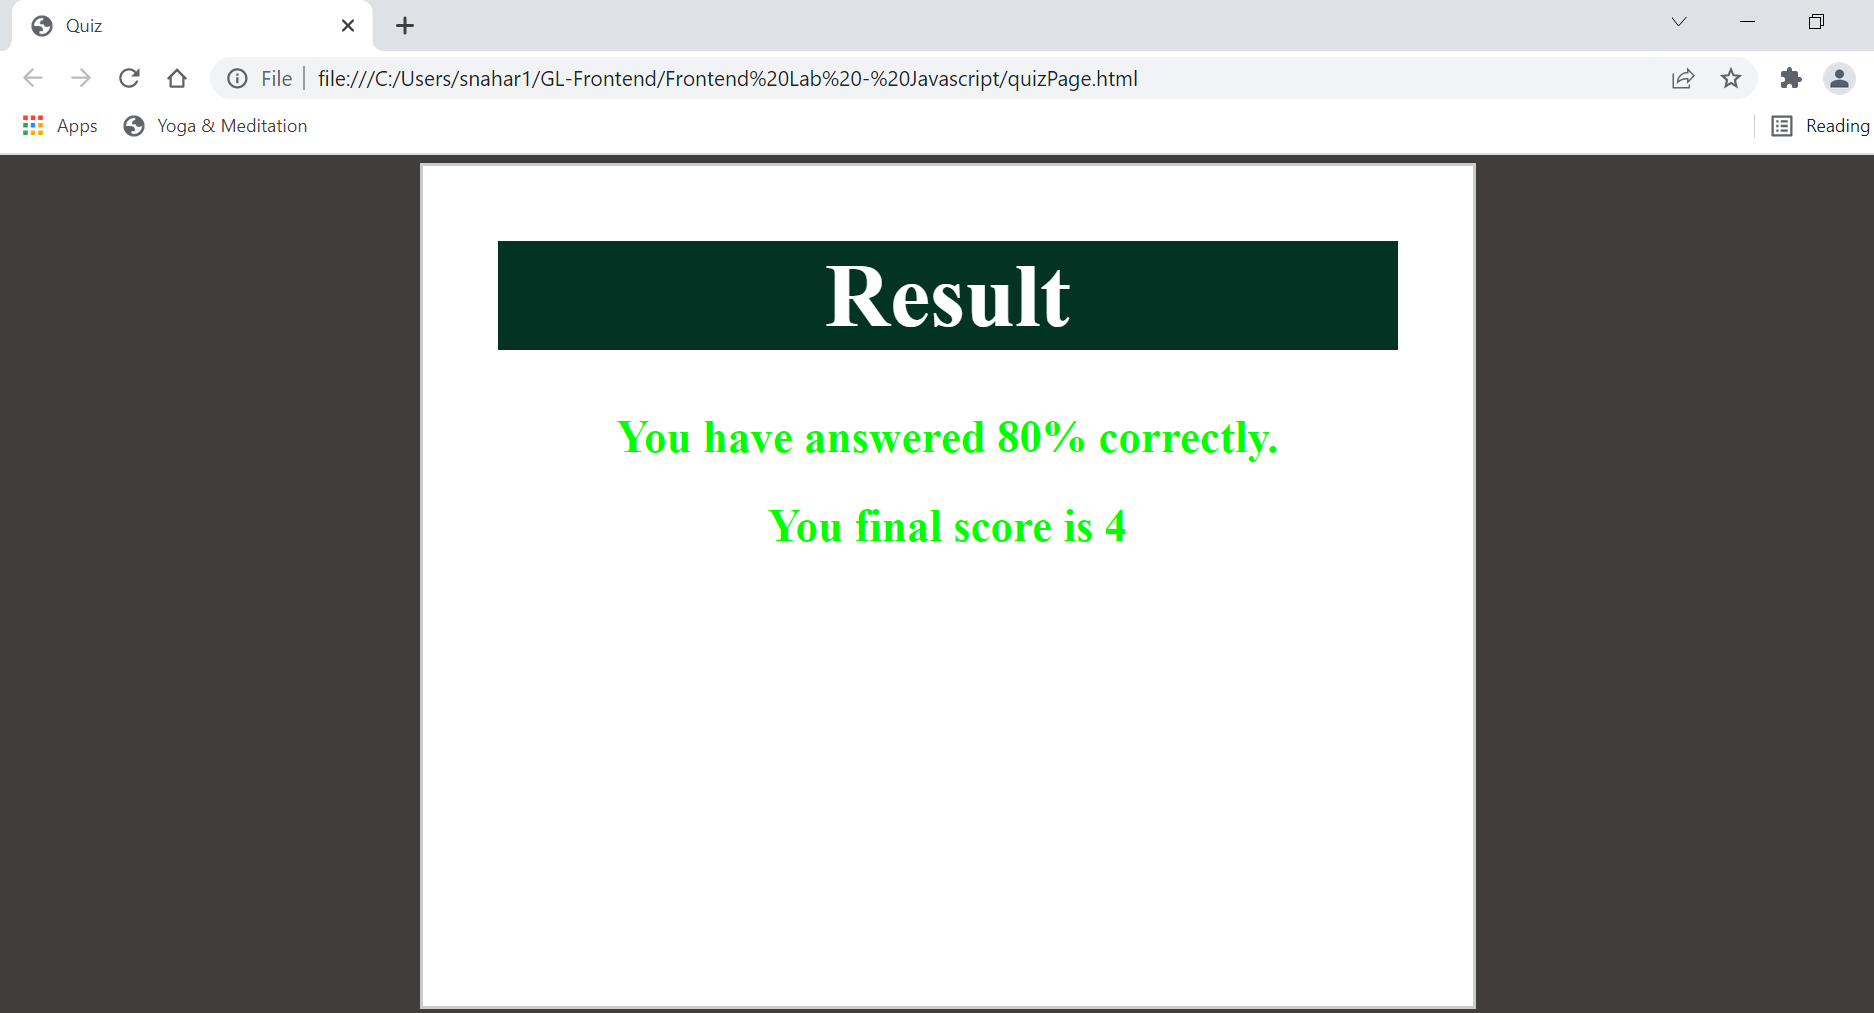 Quiz
File
file:///C:/Users/snahar1/GL-Frontend/Frontend%20Lab%20-%20Javascript/quizPage.html
Apps
Yoga & Meditation
Reading
Result
You have answered 80% correctly.
You final score is 4